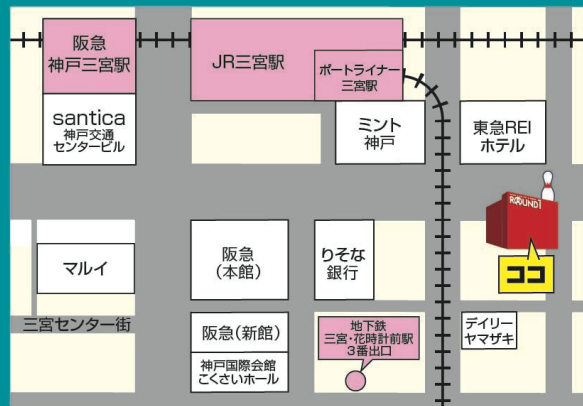 阪急
神戸三宮駅
JR三宮駅
ポートライナー
三宮駅
santica
神戸交通
センタービル
ミント
神戸
東急REI
ホテル
ROUND1
ココ
マルイ
阪急
(本館)
りそな
銀行
三宮センター街
阪急(新館)
神戸国際会館
こくさいホール
地下鉄
三宮・花時計前駅
3番出口
デイリー
ヤマザキ